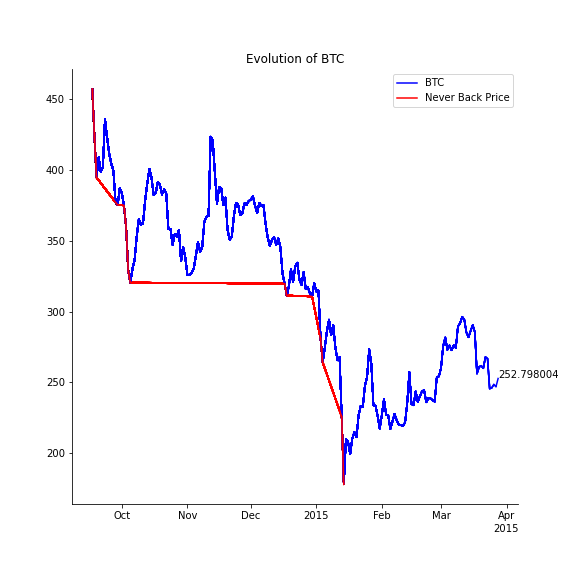 Evolution of BTC
BTC
Never Back Price
450
400
350
300
250
200
252.798004
Oct
Nov
Dec
2015
Feb
Mar
Apr
2015